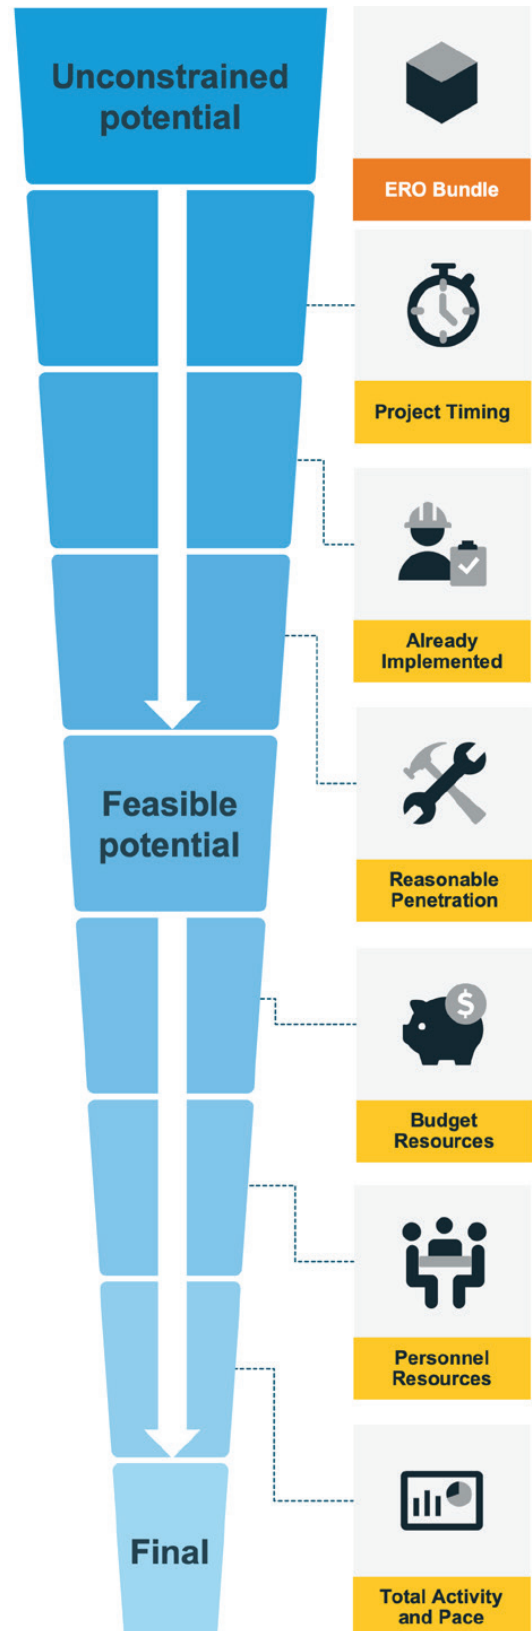 Unconstrained
potential
ERO Bundle
Project Timing
Already
Implemented
Reasonable
Penetration
Feasible
potential
$
Budget
Resources
Personnel
Resources
Final
Total Activity
and Pace